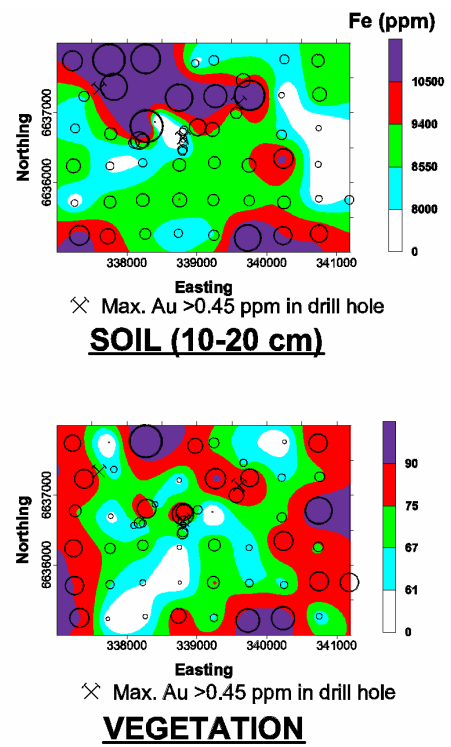 Fe (ppm)
10500
9400
8550
8000
0
Northing
6637000
6636000
338000 339000 340000 341000
Easting
Max. Au >0.45 ppm in drill hole
SOIL (10-20 cm)
90
75
67
61
0
Northing
6637000
6636000
338000 339000 340000 341000
Easting
Max. Au >0.45 ppm in drill hole
VEGETATION